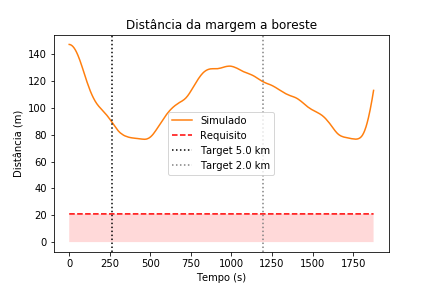 Distância da margem a boreste
Distância (m)
140
120
100
80
60
40
20
0
Simulado
Requisito
Target 5.0 km
Target 2.0 km
0 250 500 750 1000 1250 1500 1750
Tempo (s)